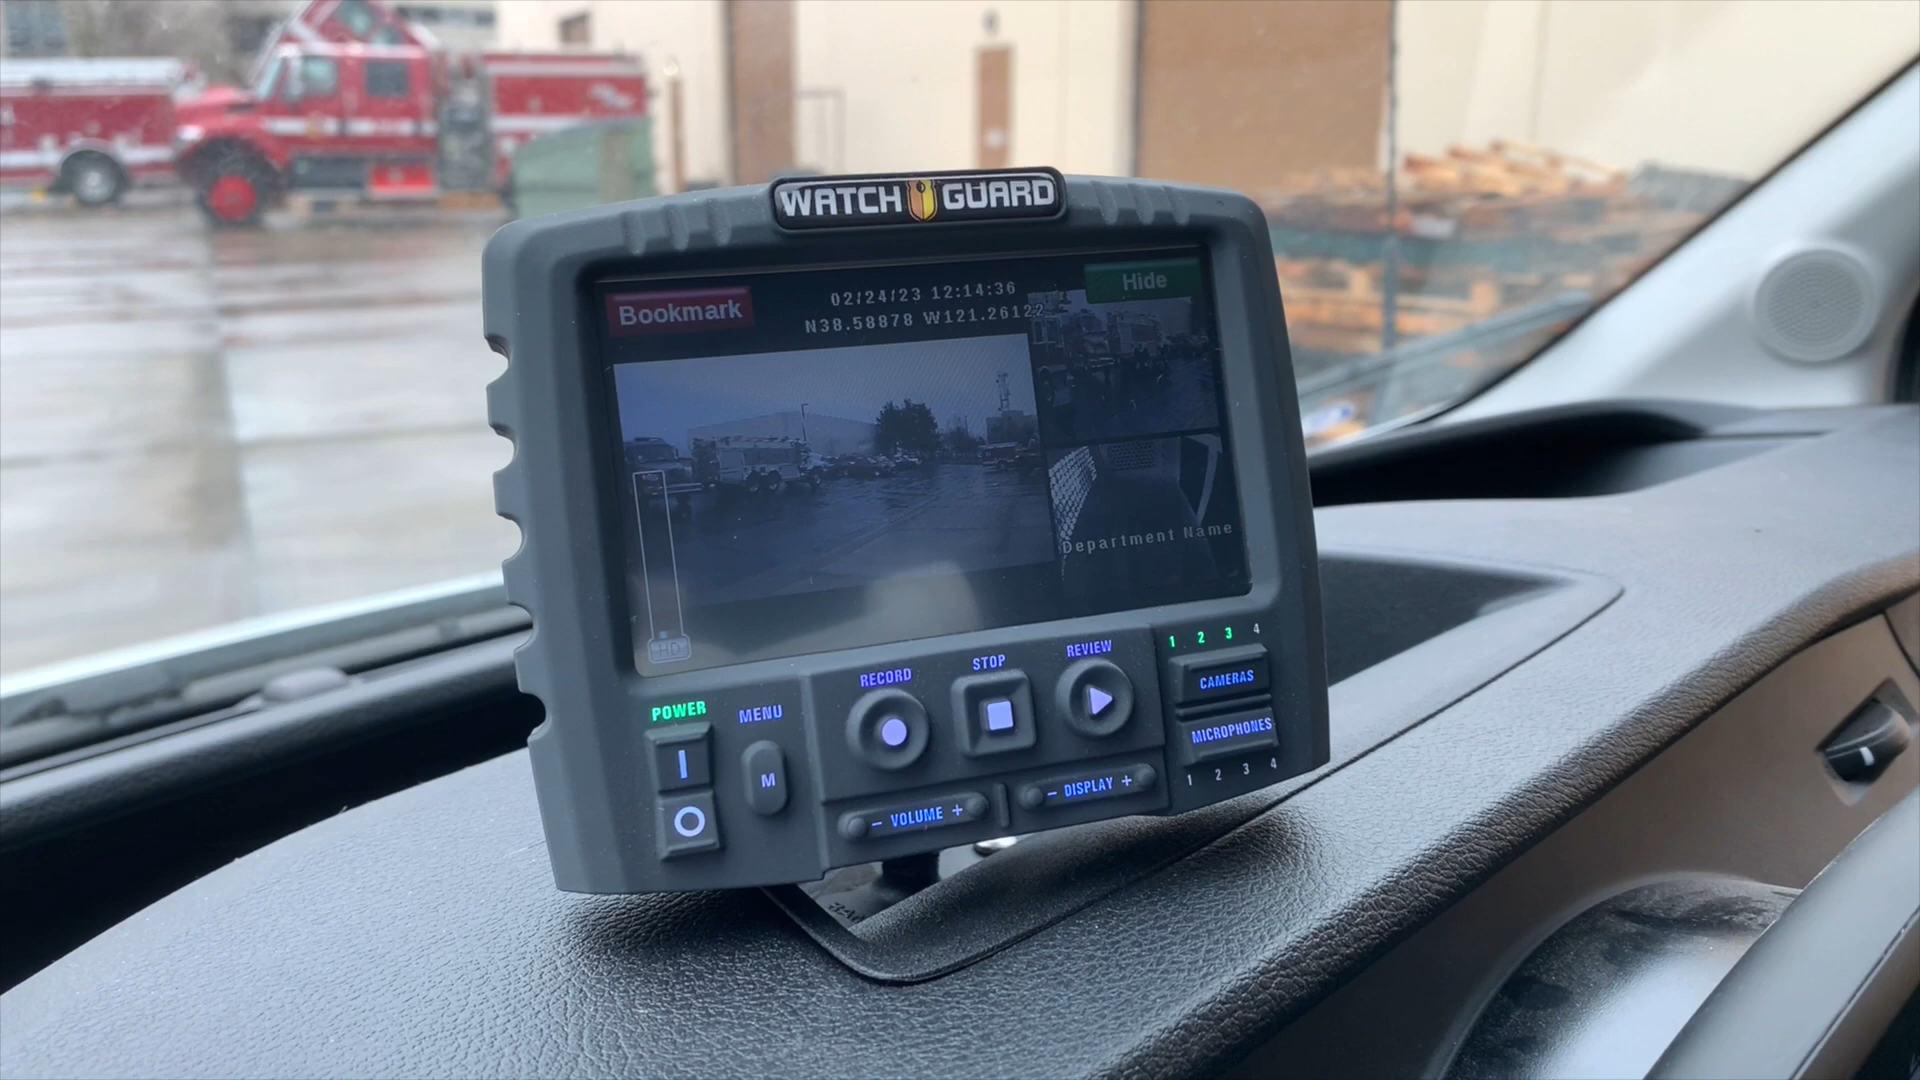 WATCH GUARD
Bookmark
02/24/23 12:14:36
N38.58878 W121.26122
Hide
Department Name
HD
POWER
MENU
RECORD
STOP
REVIEW
1 2 3 4
CAMERAS
MICROPHONES
1 2 3 4
I
O
M
– VOLUME +
– DISPLAY +